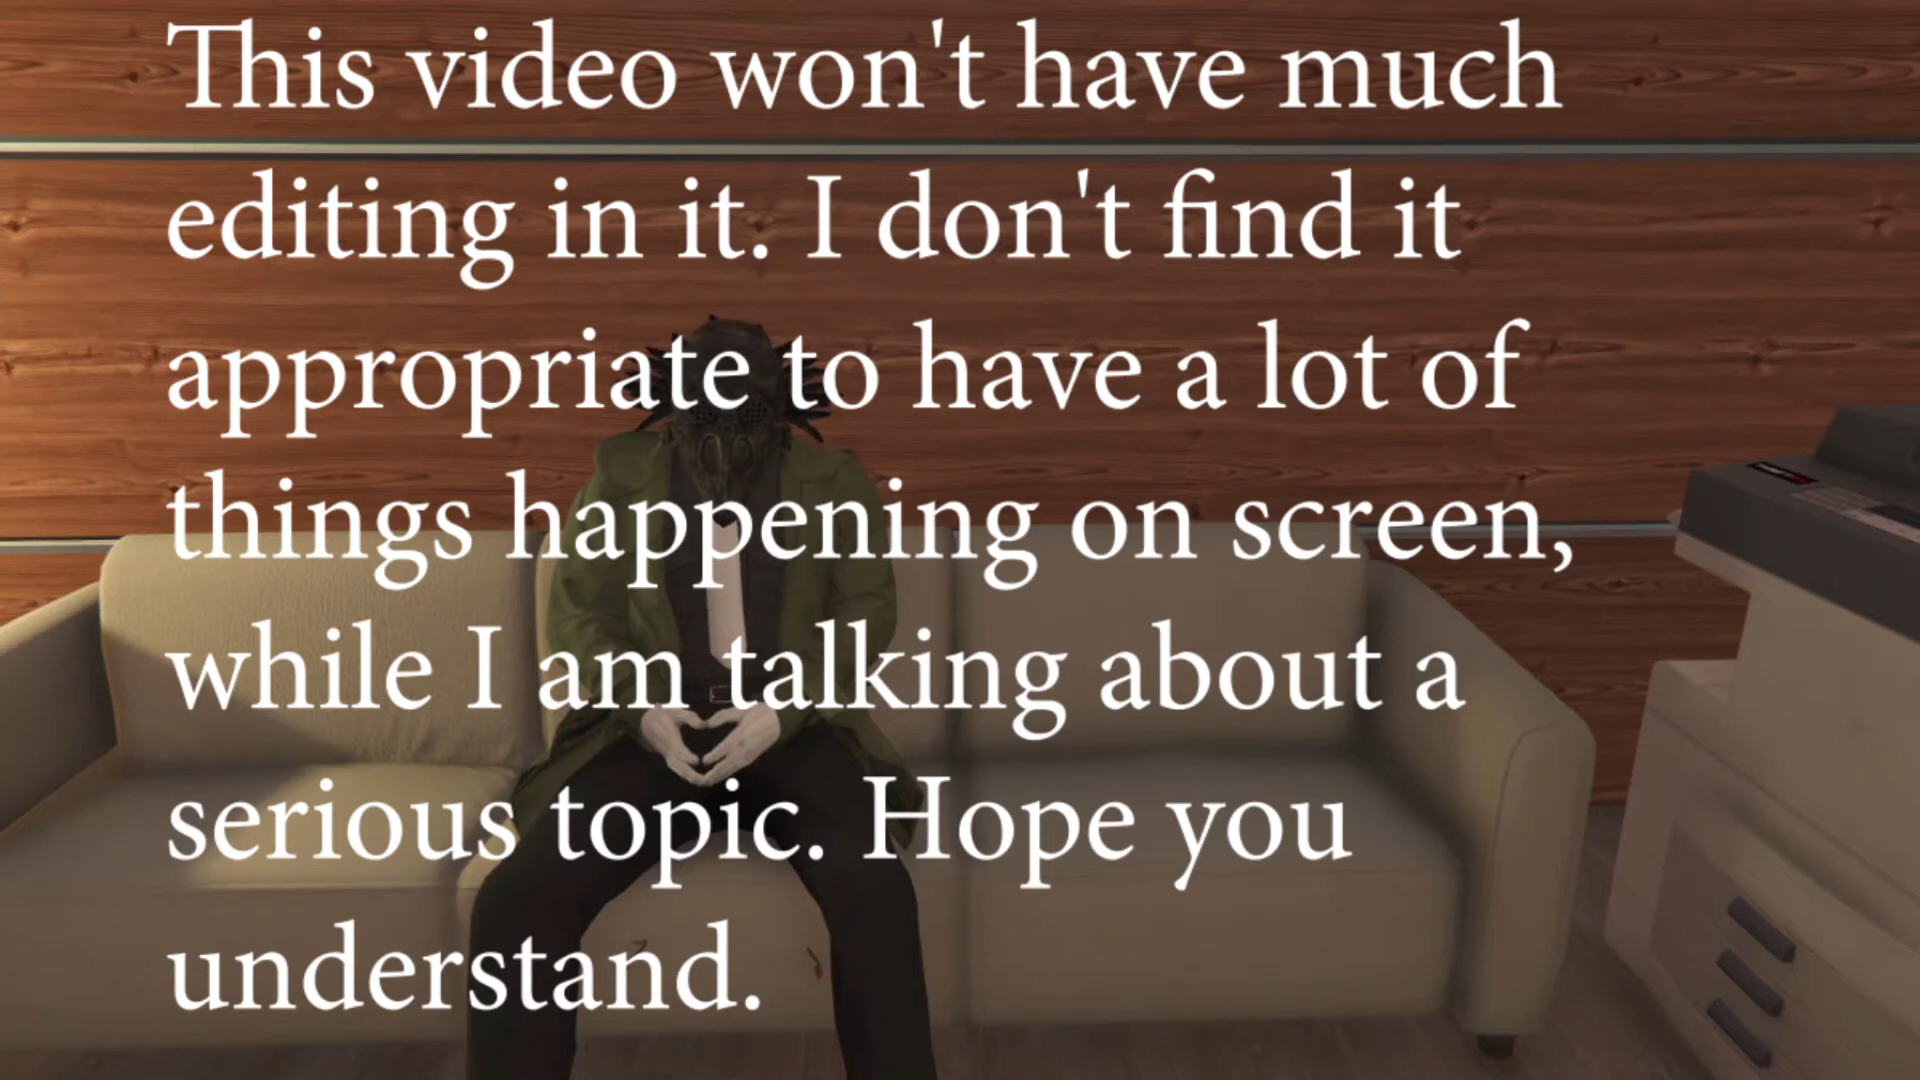 This video won't have much
editing in it. I don't find it
appropriate to have a lot of
things happening on screen,
while I am talking about a
serious topic. Hope you
understand.